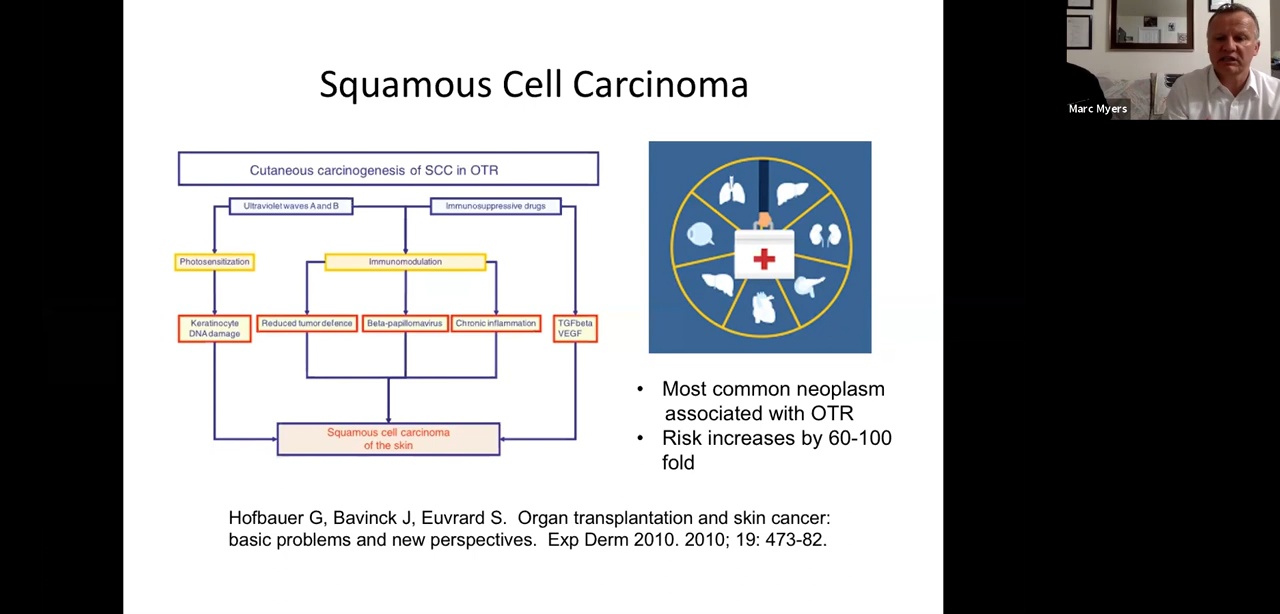 Squamous Cell Carcinoma
Cutaneous carcinogenesis of SCC in OTR
Ultraviolet waves A and B
Immunosuppressive drugs
Photosensitization
Immunomodulation
Keratinocyte
DNA damage
Reduced tumor defence
Beta-papillomavirus
Chronic inflammation
TGFbeta
VEGF
Squamous cell carcinoma
of the skin
• Most common neoplasm
associated with OTR
• Risk increases by 60-100
fold
Hofbauer G, Bavinck J, Euvrard S. Organ transplantation and skin cancer:
basic problems and new perspectives. Exp Derm 2010. 2010; 19: 473-82.
Marc Myers